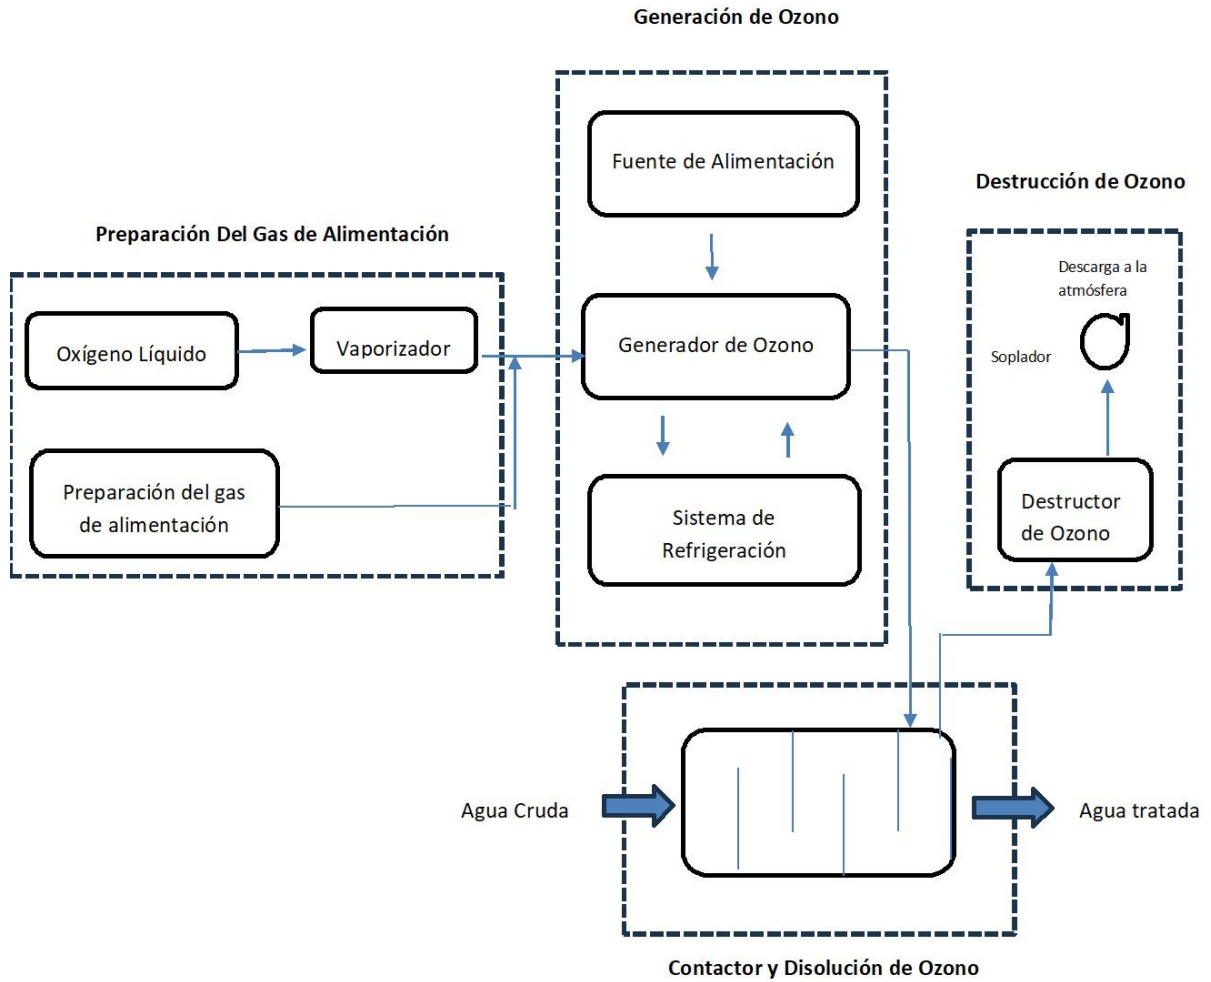 Generación de Ozono
Fuente de Alimentación
Destrucción de Ozono
Preparación Del Gas de Alimentación
Descarga a la
atmósfera
Oxígeno Líquido
Vaporizador
Generador de Ozono
Soplador
Preparación del gas
de alimentación
Sistema de
Refrigeración
Destructor
de Ozono
Agua Cruda
Agua tratada
Contactor y Disolución de Ozono